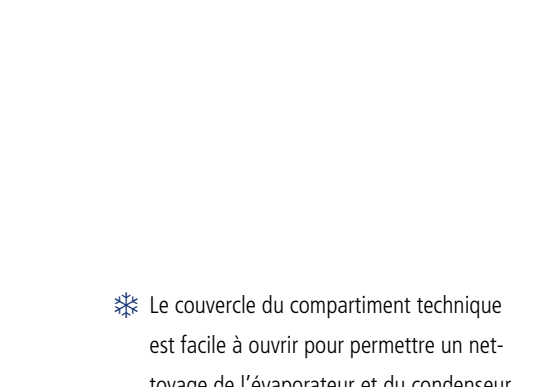 Le couvercle du compartiment technique
est facile à ouvrir pour permettre un net-
toyage de l'évaporateur et du condenseur